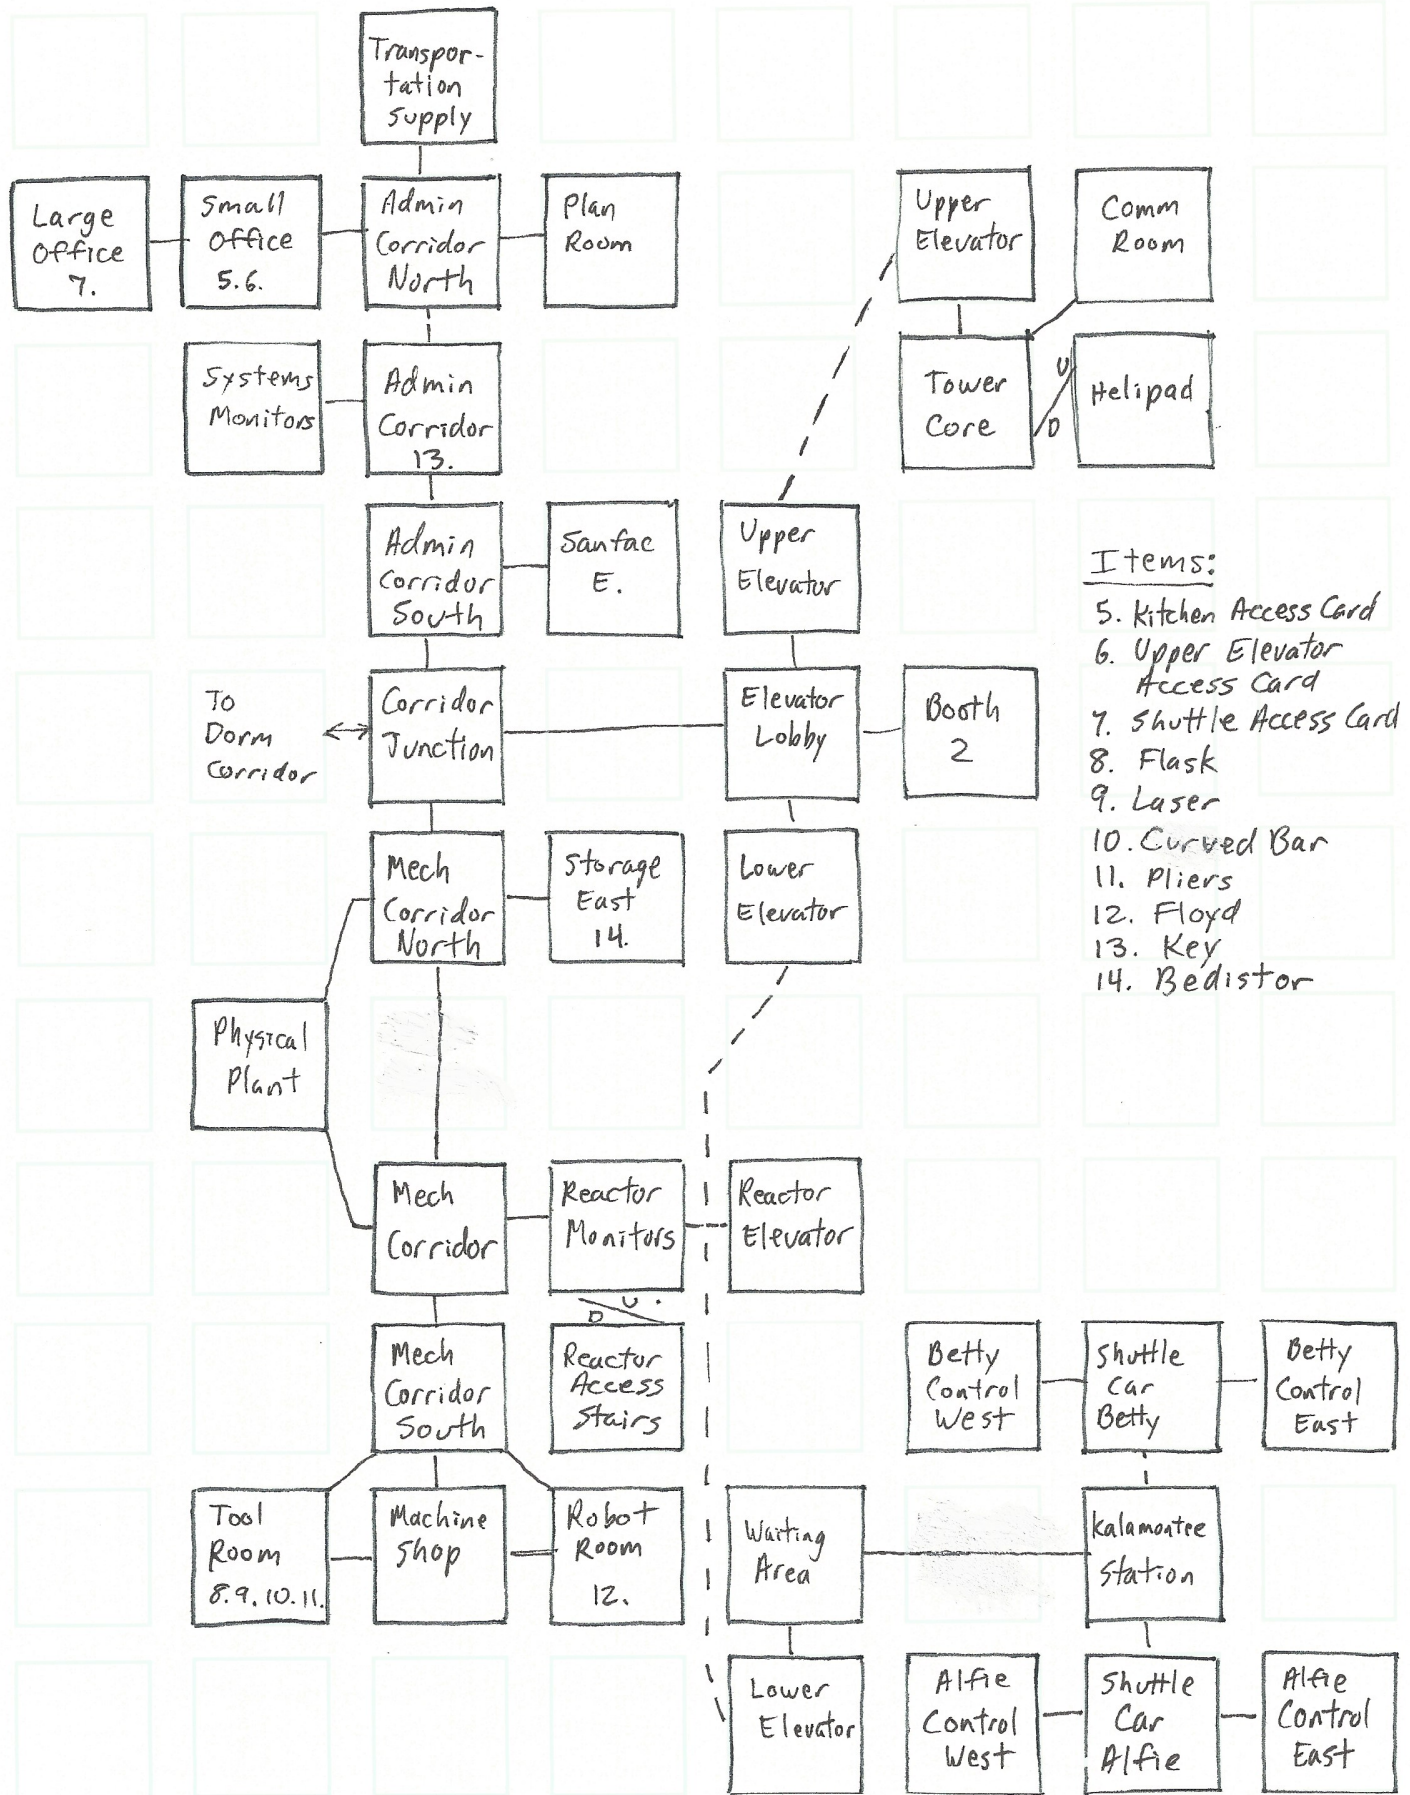 Transpor-
tation
Supply
Large
Office
7.
Small
Office
5.6.
Admin
Corridor
North
Plan
Room
Upper
Elevator
Comm
Room
Systems
Monitors
Admin
Corridor
13.
Tower
Core
U
D
Helipad
Admin
Corridor
South
Sanfac
E.
Upper
Elevator
Items:
5. Kitchen Access Card
6. Upper Elevator
Access Card
7. Shuttle Access Card
8. Flask
9. Laser
10. Curved Bar
11. Pliers
12. Floyd
13. Key
14. Bedistor
To
Dorm
Corridor
Corridor
Junction
Elevator
Lobby
Booth
2
Mech
Corridor
North
Storage
East
14.
Lower
Elevator
Physical
Plant
Mech
Corridor
Reactor
Monitors
Reactor
Elevator
U
D
Mech
Corridor
South
Reactor
Access
Stairs
Betty
Control
West
Shuttle
Car
Betty
Betty
Control
East
Tool
Room
8.9.10.11.
Machine
Shop
Robot
Room
12.
Waiting
Area
Kalamontee
Station
Lower
Elevator
Alfie
Control
West
Shuttle
Car
Alfie
Alfie
Control
East